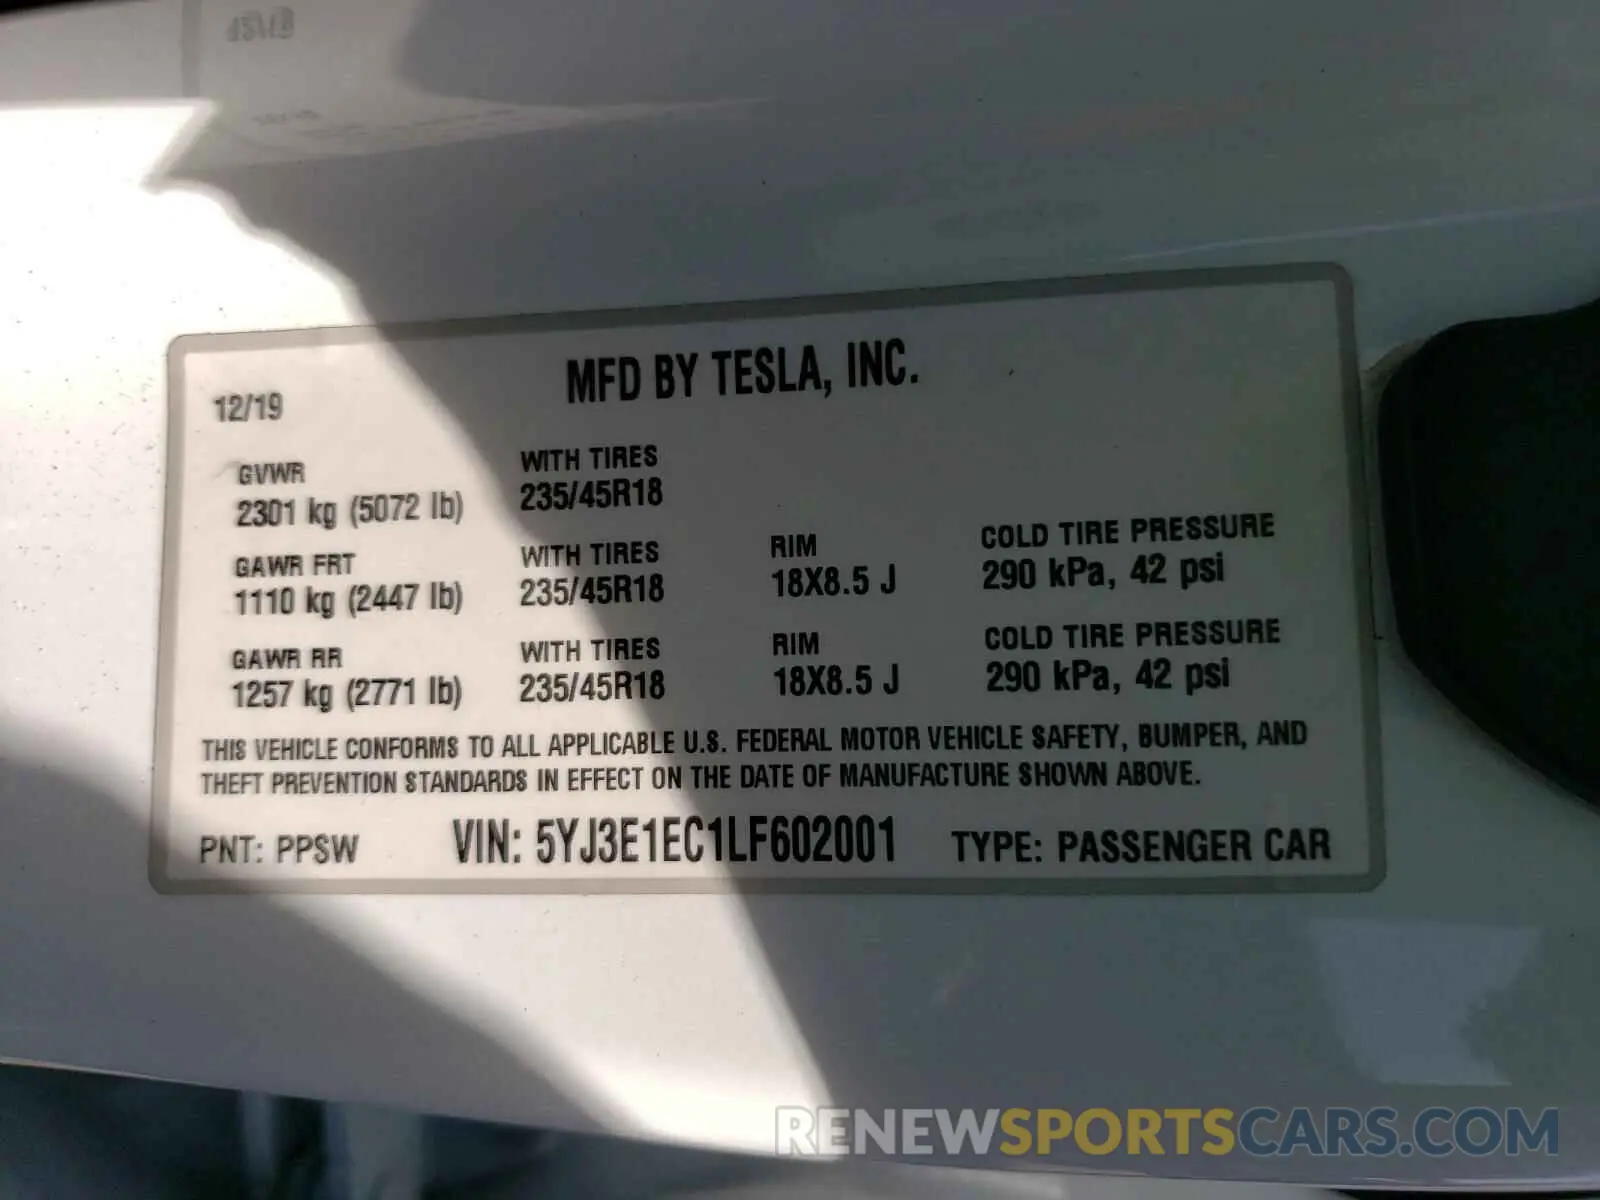 MFD BY TESLA, INC.
12/19
GVWR
2301 kg (5072 lb)
WITH TIRES
235/45R18
GAWR FRT
1110 kg (2447 lb)
WITH TIRES
235/45R18
RIM
18X8.5 J
COLD TIRE PRESSURE
290 kPa, 42 psi
GAWR RR
1257 kg (2771 lb)
WITH TIRES
235/45R18
RIM
18X8.5 J
COLD TIRE PRESSURE
290 kPa, 42 psi
THIS VEHICLE CONFORMS TO ALL APPLICABLE U.S. FEDERAL MOTOR VEHICLE SAFETY, BUMPER, AND
THEFT PREVENTION STANDARDS IN EFFECT ON THE DATE OF MANUFACTURE SHOWN ABOVE.
PNT: PPSW VIN: 5YJ3E1EC1LF602001 TYPE: PASSENGER CAR
RENEWSPORTSCARS.COM